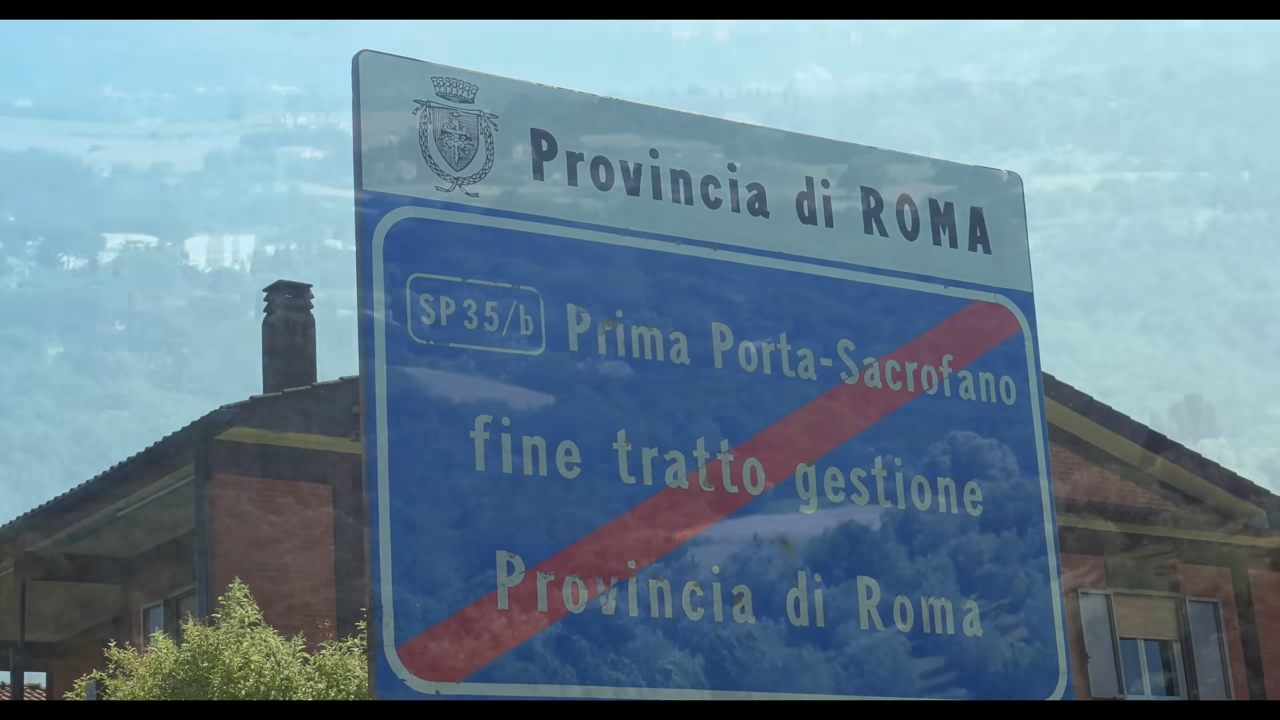 Provincia di ROMA
SP35/b Prima Porta-Sacrofano
fine tratto gestione
Provincia di Roma